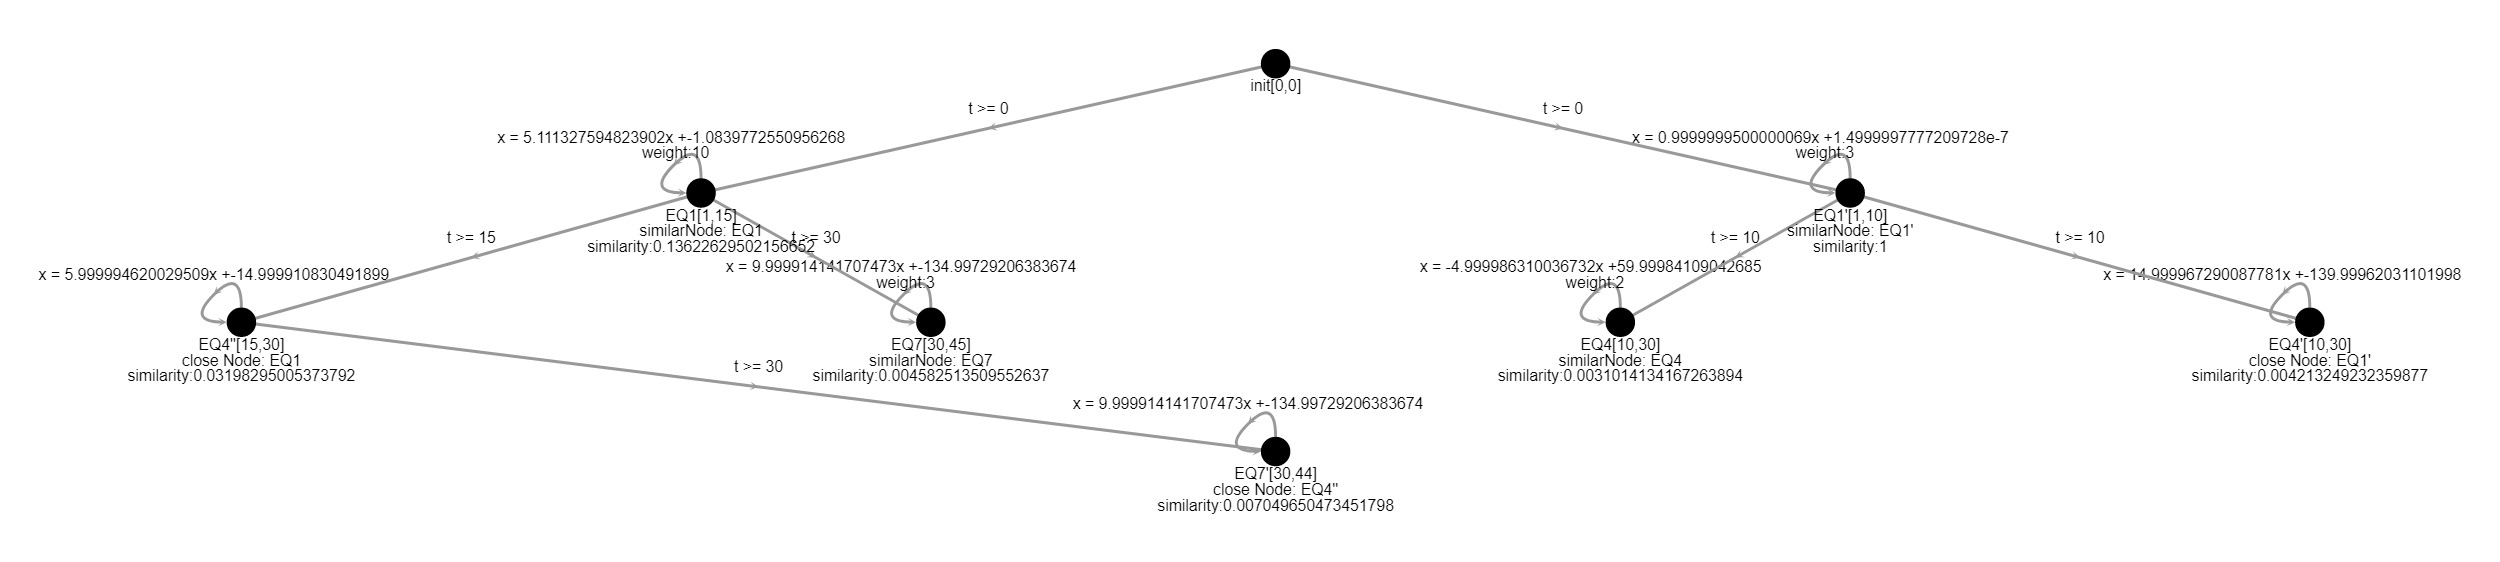 init[0,0]
t >= 0
t >= 0
x = 5.111327594823902x +-1.0839772550956268
weight:10
x = 0.9999999500000069x +1.4999997777209728e-7
weight:3
EQ1[1,15]
similarNode: EQ1
similarity:0.13622629502156652
EQ1'[1,10]
similarNode: EQ1'
similarity:1
t >= 15
t >= 30
t >= 10
t >= 10
x = 5.999994620029509x +-14.999910830491899
x = 9.999914141707473x +-134.99729206383674
weight:3
x = -4.999986310036732x +59.99984109042685
weight:2
x = 14.999967290087781x +-139.99962031101998
EQ4''[15,30]
close Node: EQ1
similarity:0.03198295005373792
EQ7[30,45]
similarNode: EQ7
similarity:0.004582513509552637
EQ4[10,30]
similarNode: EQ4
similarity:0.0031014134167263894
EQ4'[10,30]
close Node: EQ1'
similarity:0.004213249232359877
t >= 30
x = 9.999914141707473x +-134.99729206383674
EQ7'[30,44]
close Node: EQ4''
similarity:0.007049650473451798